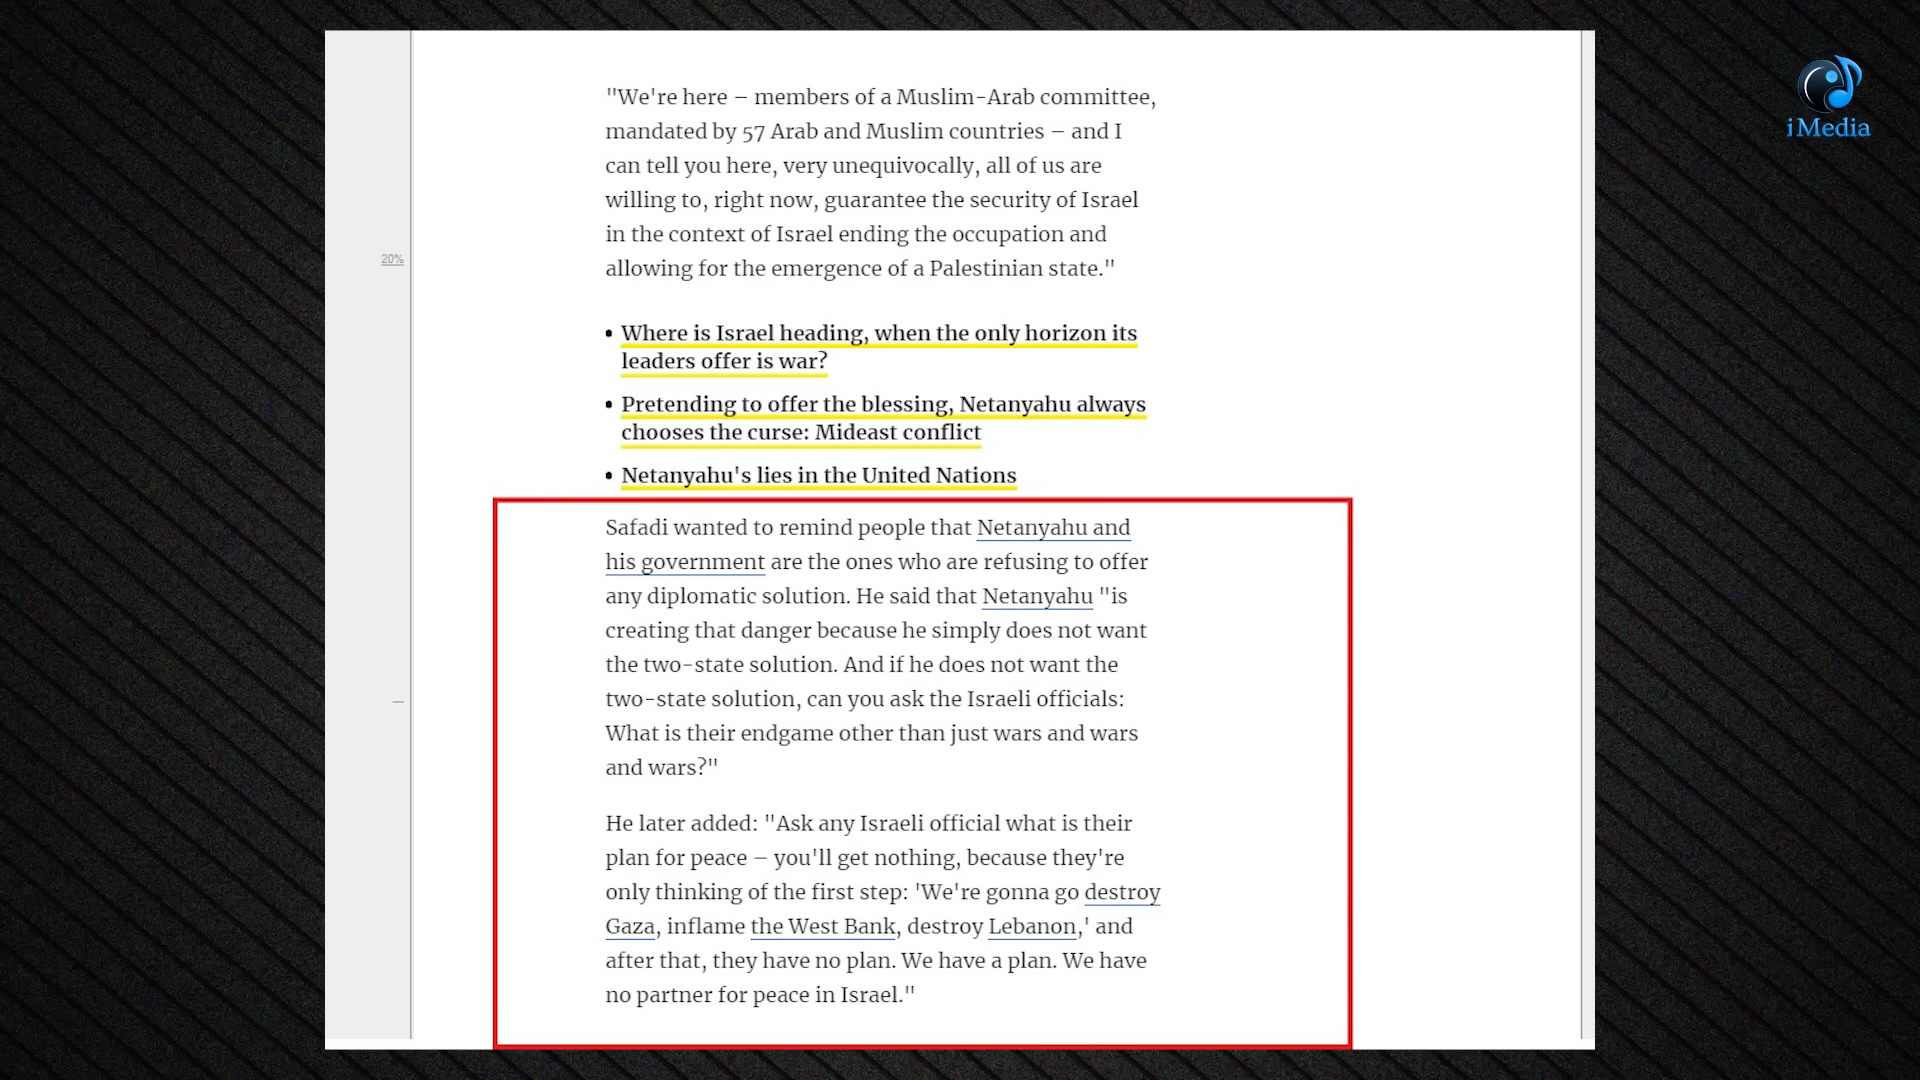 iMedia
"We're here – members of a Muslim-Arab committee,
mandated by 57 Arab and Muslim countries – and I
can tell you here, very unequivocally, all of us are
willing to, right now, guarantee the security of Israel
in the context of Israel ending the occupation and
allowing for the emergence of a Palestinian state."
20%
• Where is Israel heading, when the only horizon its
leaders offer is war?
• Pretending to offer the blessing, Netanyahu always
chooses the curse: Mideast conflict
• Netanyahu's lies in the United Nations
Safadi wanted to remind people that Netanyahu and
his government are the ones who are refusing to offer
any diplomatic solution. He said that Netanyahu "is
creating that danger because he simply does not want
the two-state solution. And if he does not want the
two-state solution, can you ask the Israeli officials:
What is their endgame other than just wars and wars
and wars?"
He later added: "Ask any Israeli official what is their
plan for peace – you'll get nothing, because they're
only thinking of the first step: 'We're gonna go destroy
Gaza, inflame the West Bank, destroy Lebanon,' and
after that, they have no plan. We have a plan. We have
no partner for peace in Israel."